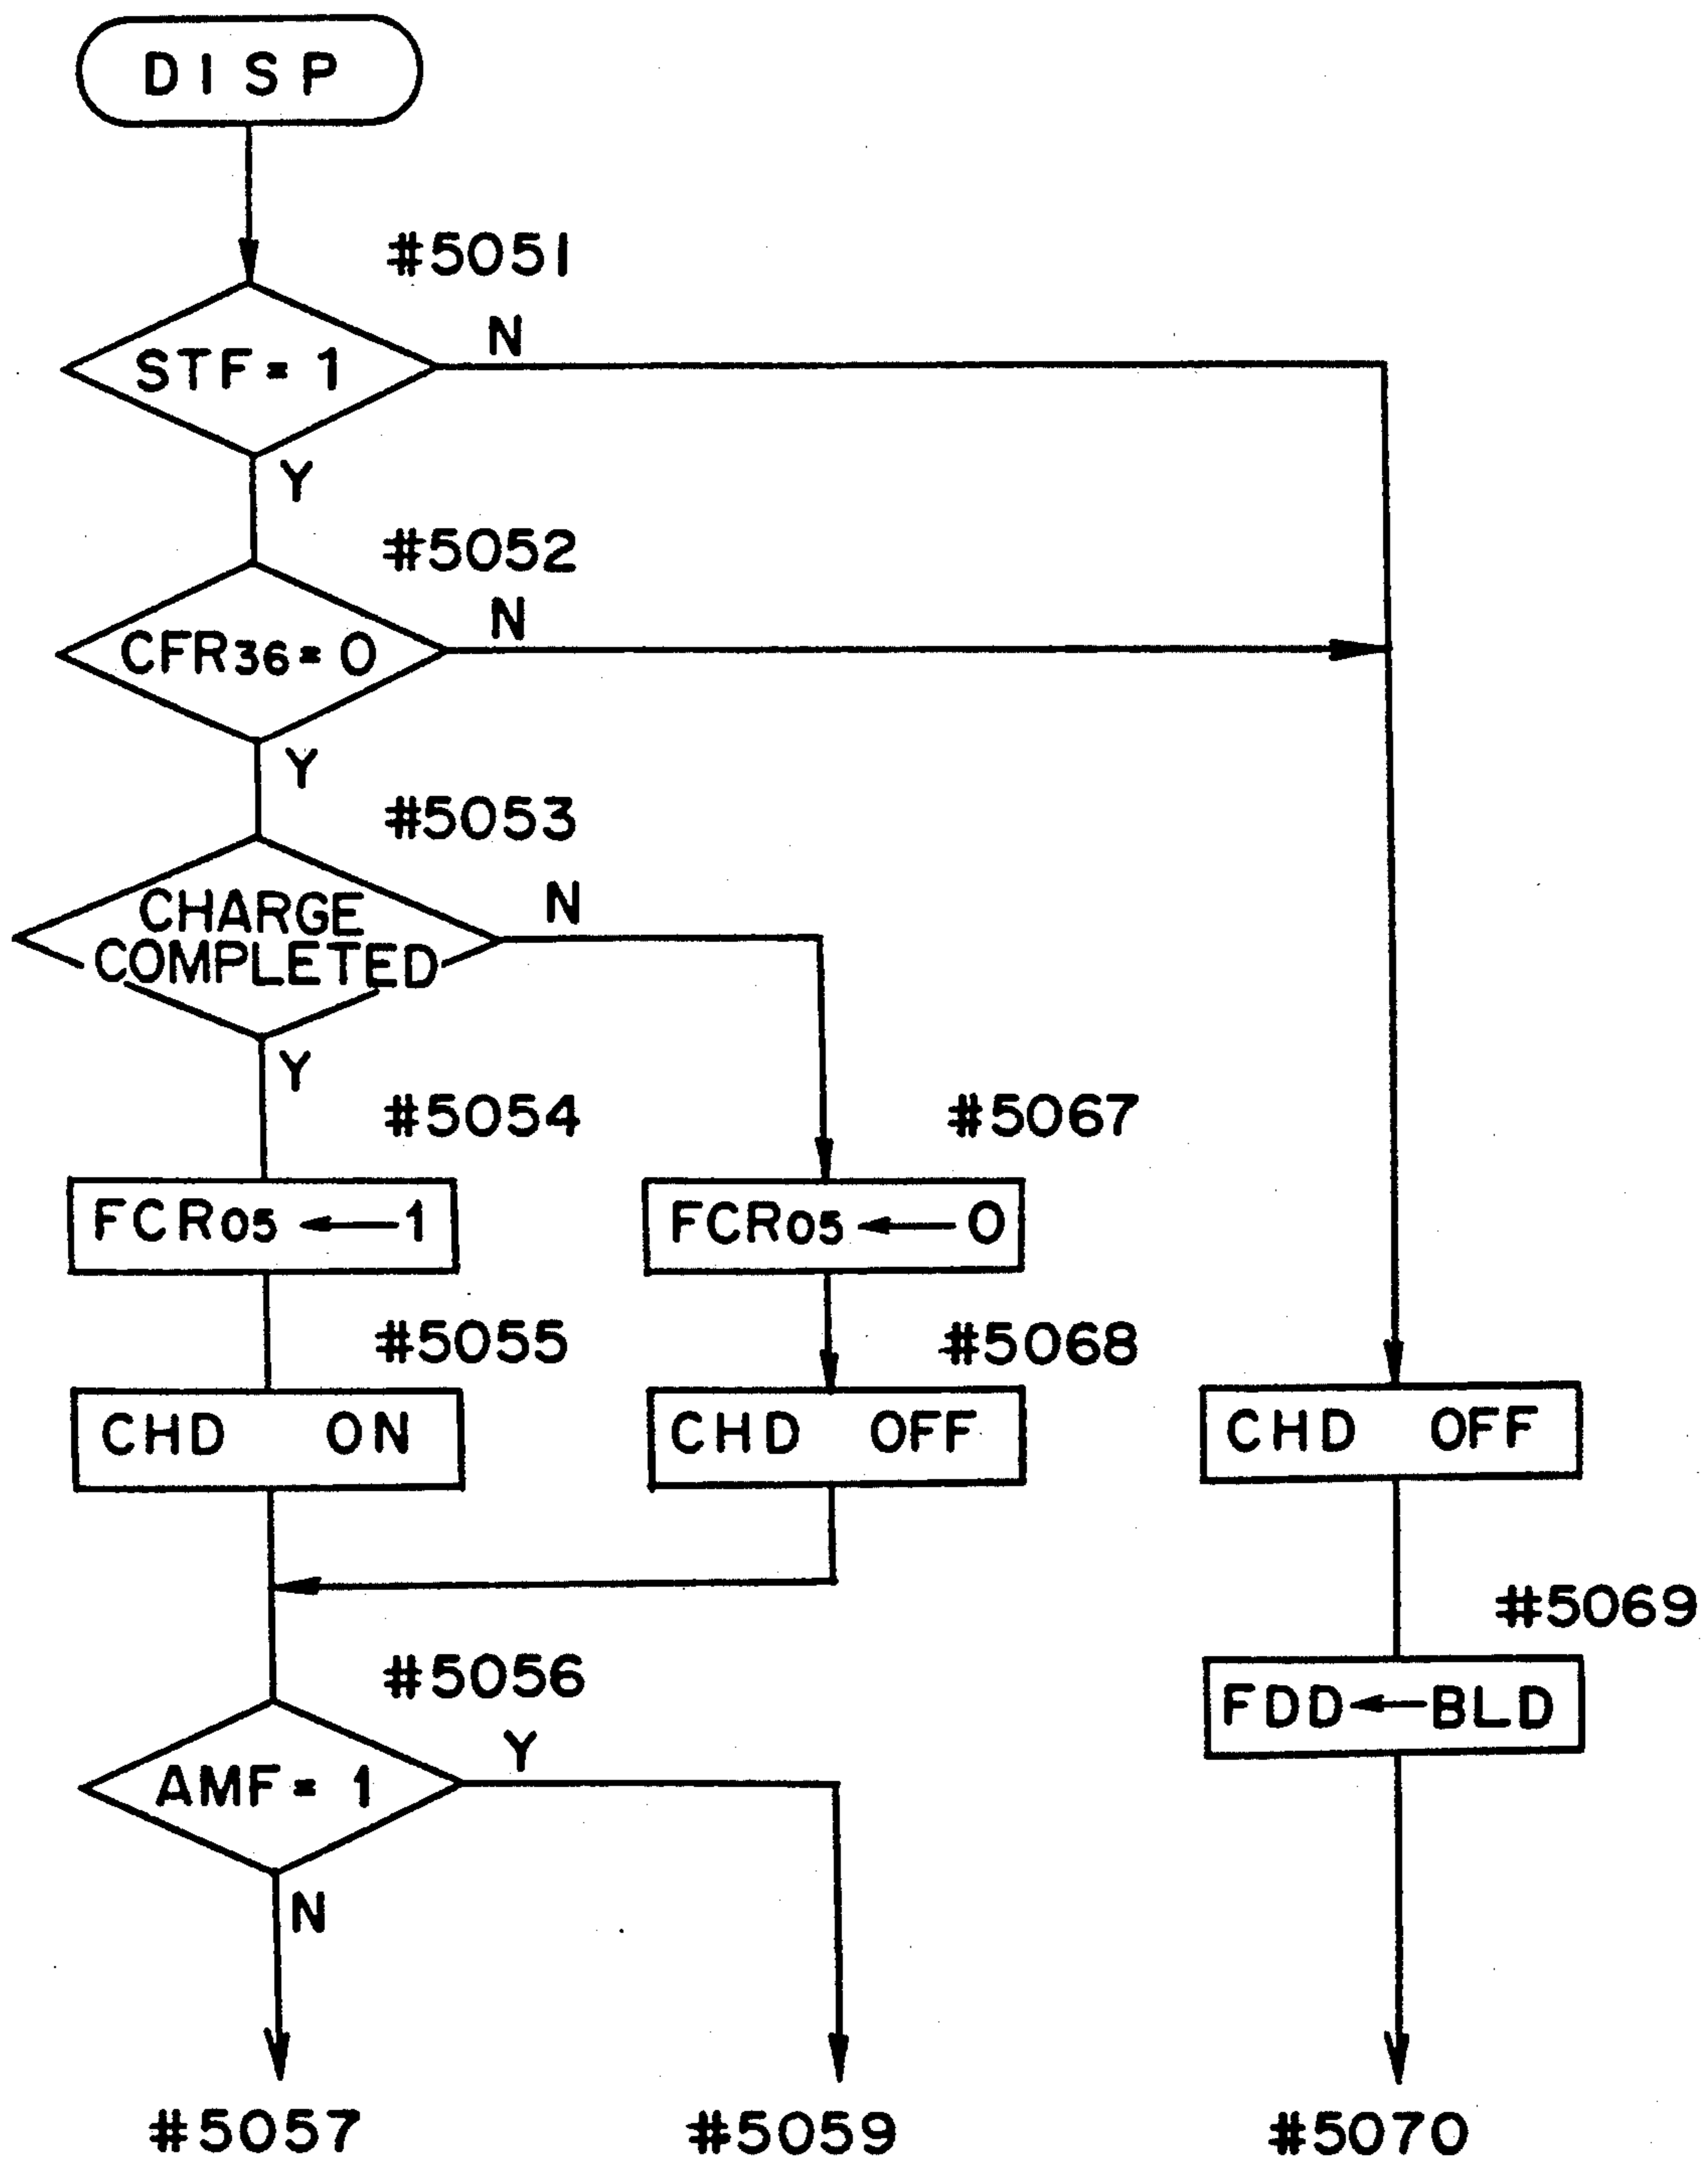 DISP
#5051
STF = 1
N
Y
#5052
CFR36 = 0
N
Y
#5053
CHARGE
COMPLETED
N
Y
#5054
FCR05 ← 1
#5067
FCR05 ← 0
#5055
CHD ON
#5068
CHD OFF
CHD OFF
#5069
FDD ← BLD
#5056
AMF = 1
Y
N
#5057
#5059
#5070